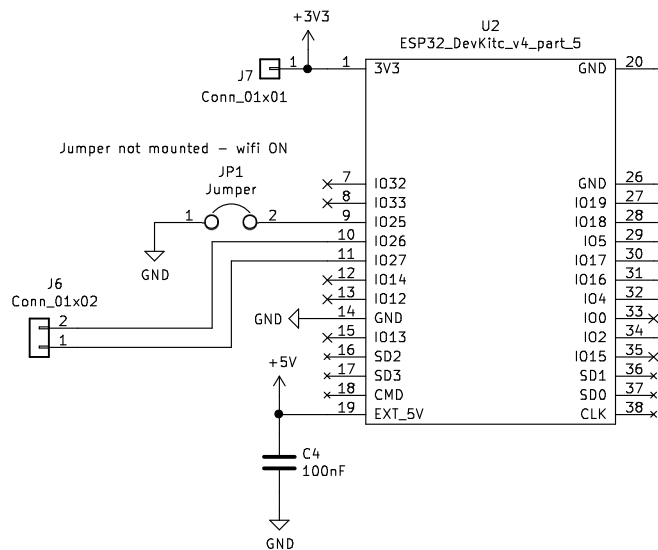 +3V3
U2
ESP32_DevKitc_v4_part_5
J7
Conn_01x01
1
1 3V3
GND 20
Jumper not mounted – wifi ON
JP1
Jumper
1 2
GND
7 IO32
8 IO33
9 IO25
10 IO26
11 IO27
12 IO14
13 IO12
14 GND
GND
15 IO13
16 SD2
17 SD3
18 CMD
19 EXT_5V
GND 26
IO19 27
IO18 28
IO5 29
IO17 30
IO16 31
IO4 32
IO0 33
IO2 34
IO15 35
SD1 36
SD0 37
CLK 38
J6
Conn_01x02
2
1
+5V
C4
100nF
GND